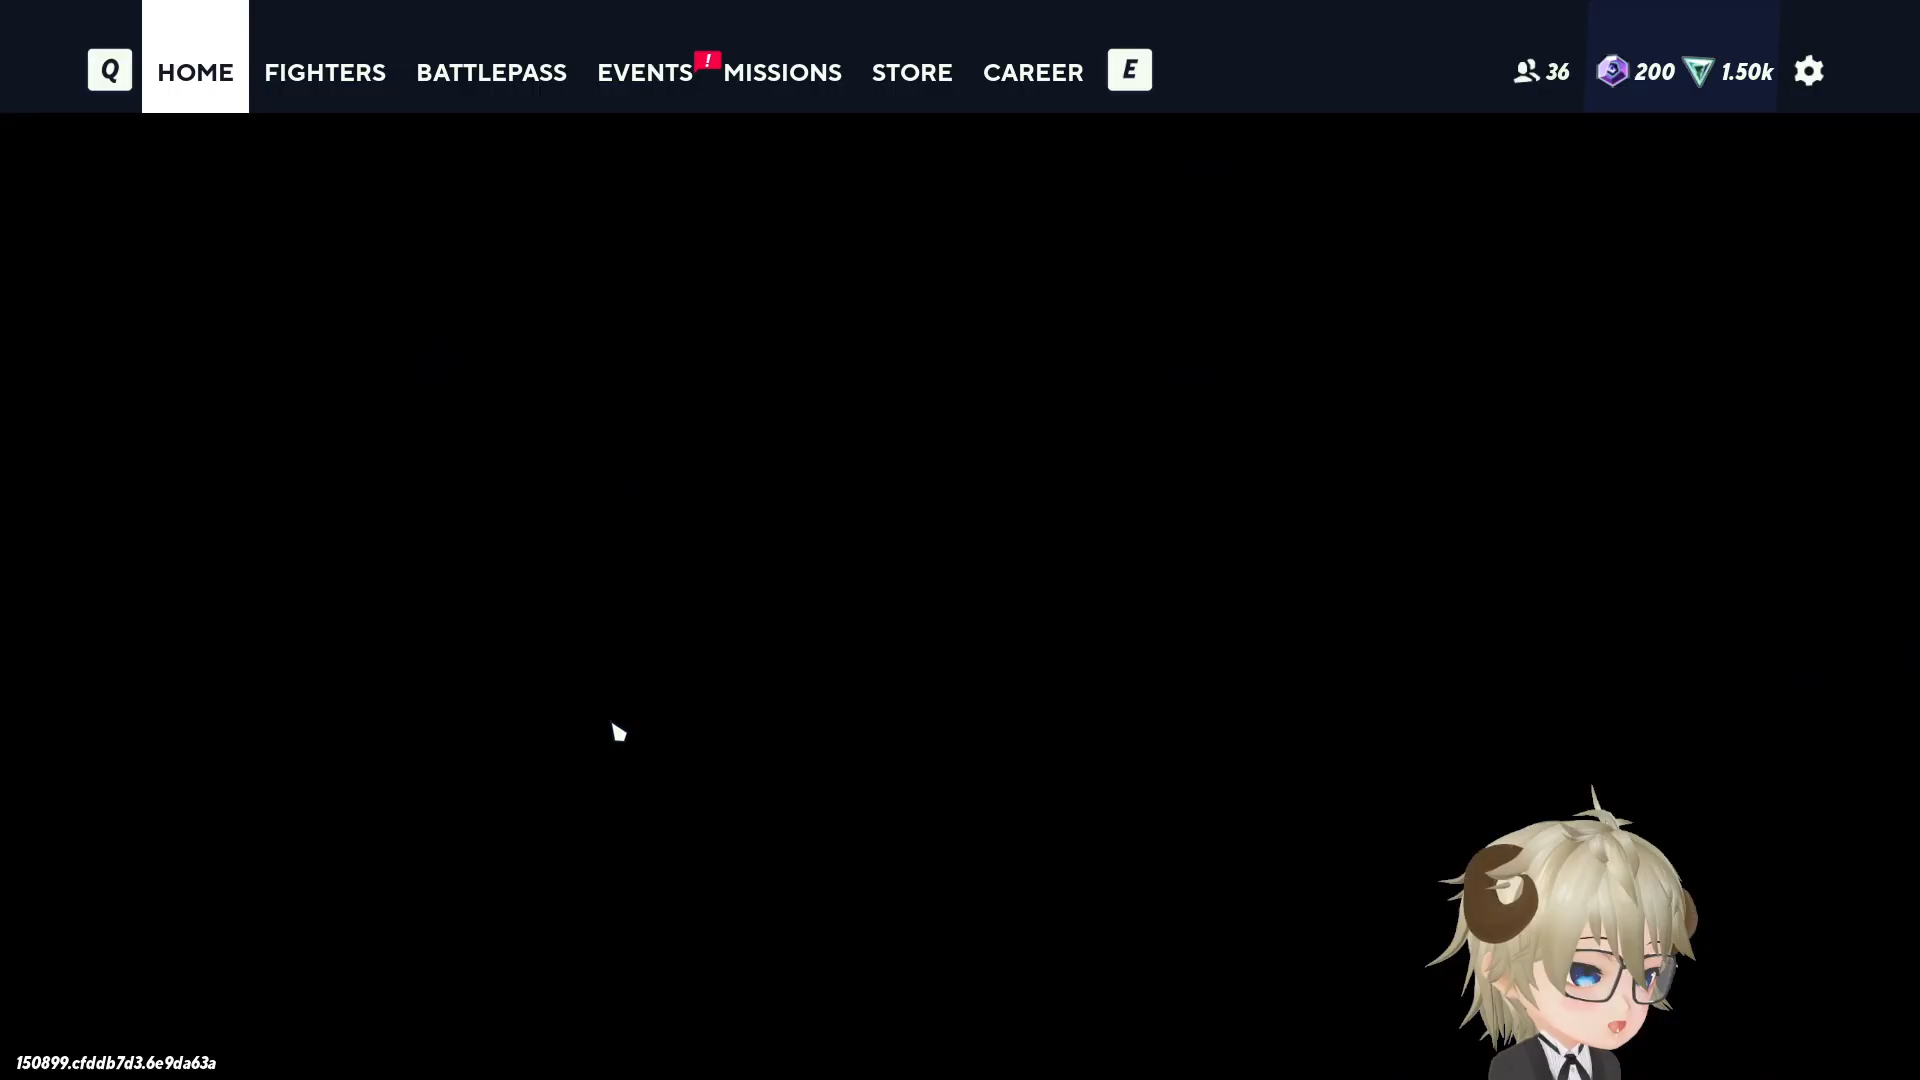 Q HOME FIGHTERS BATTLEPASS EVENTS ! MISSIONS STORE CAREER E 36 200 1.50k
150899.cfddb7d3.6e9da63a